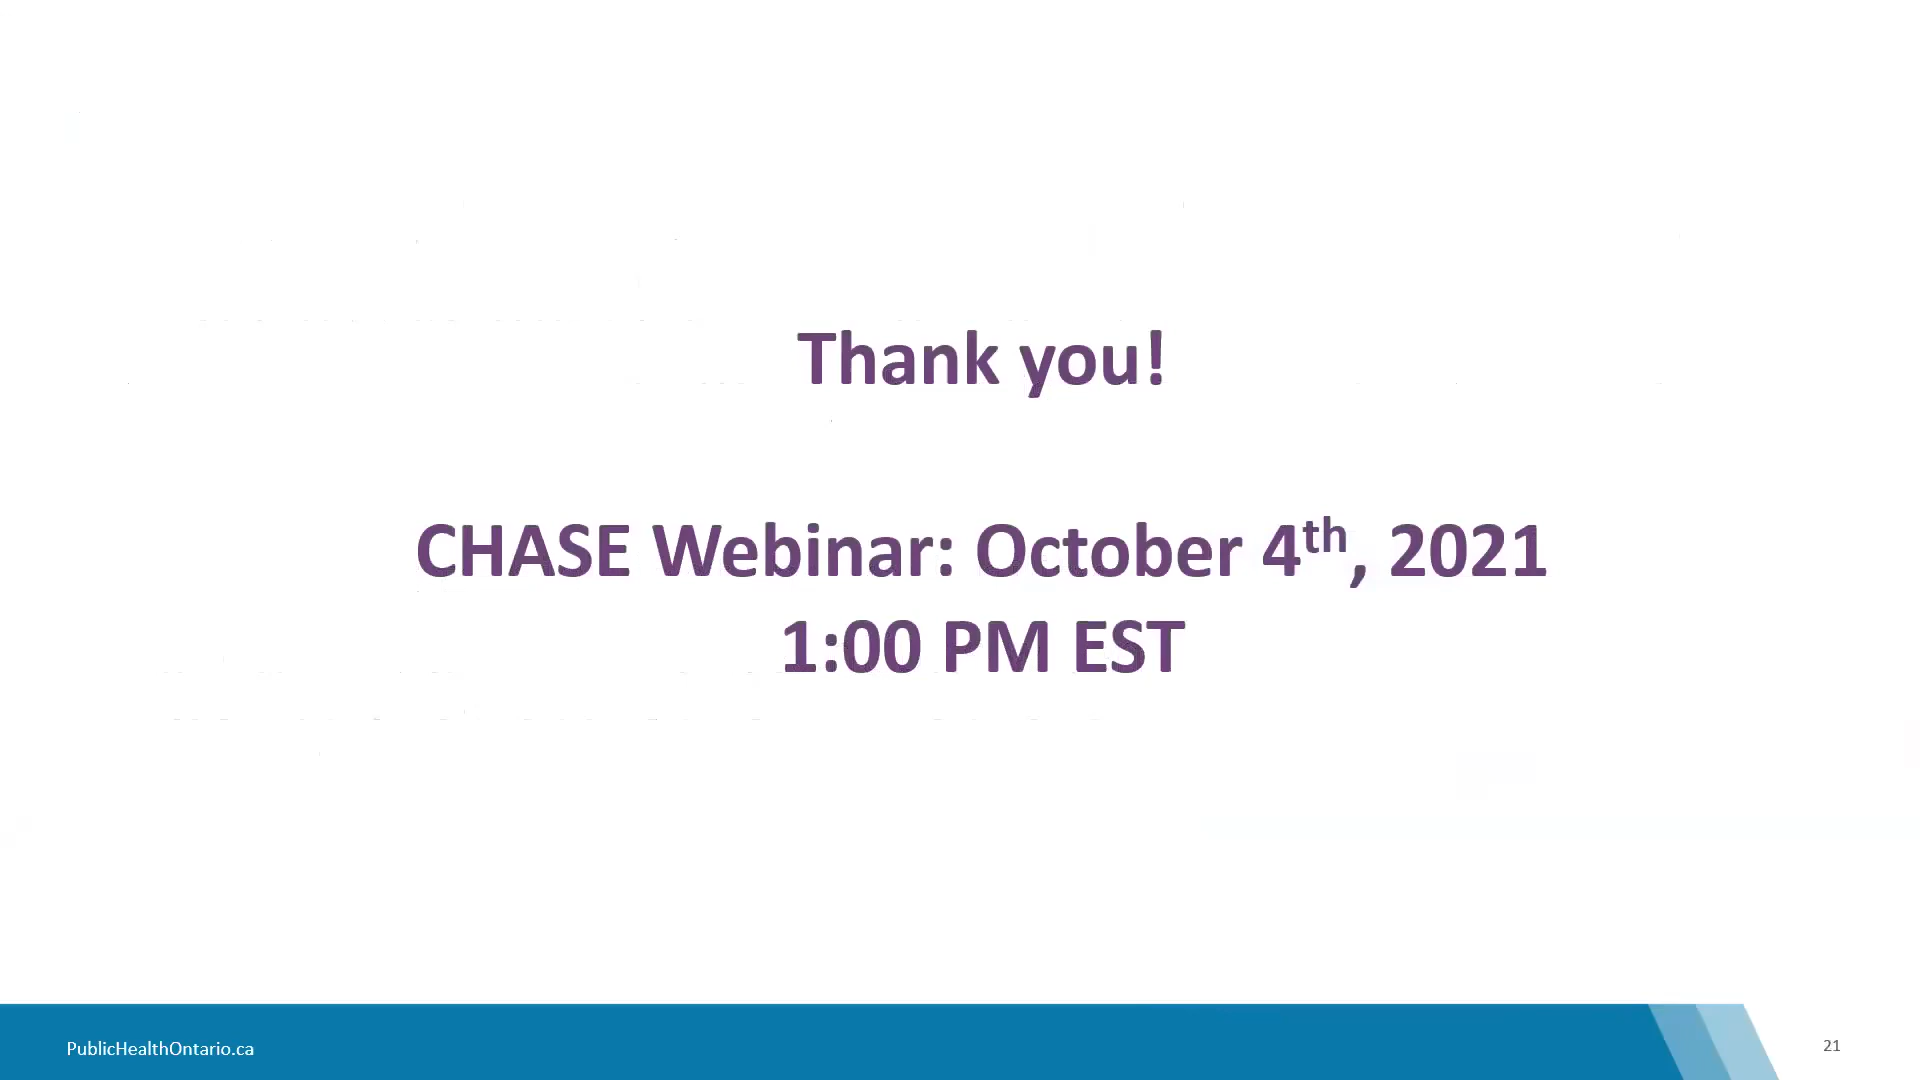 Thank you!
CHASE Webinar: October 4th, 2021
1:00 PM EST
PublicHealthOntario.ca
21